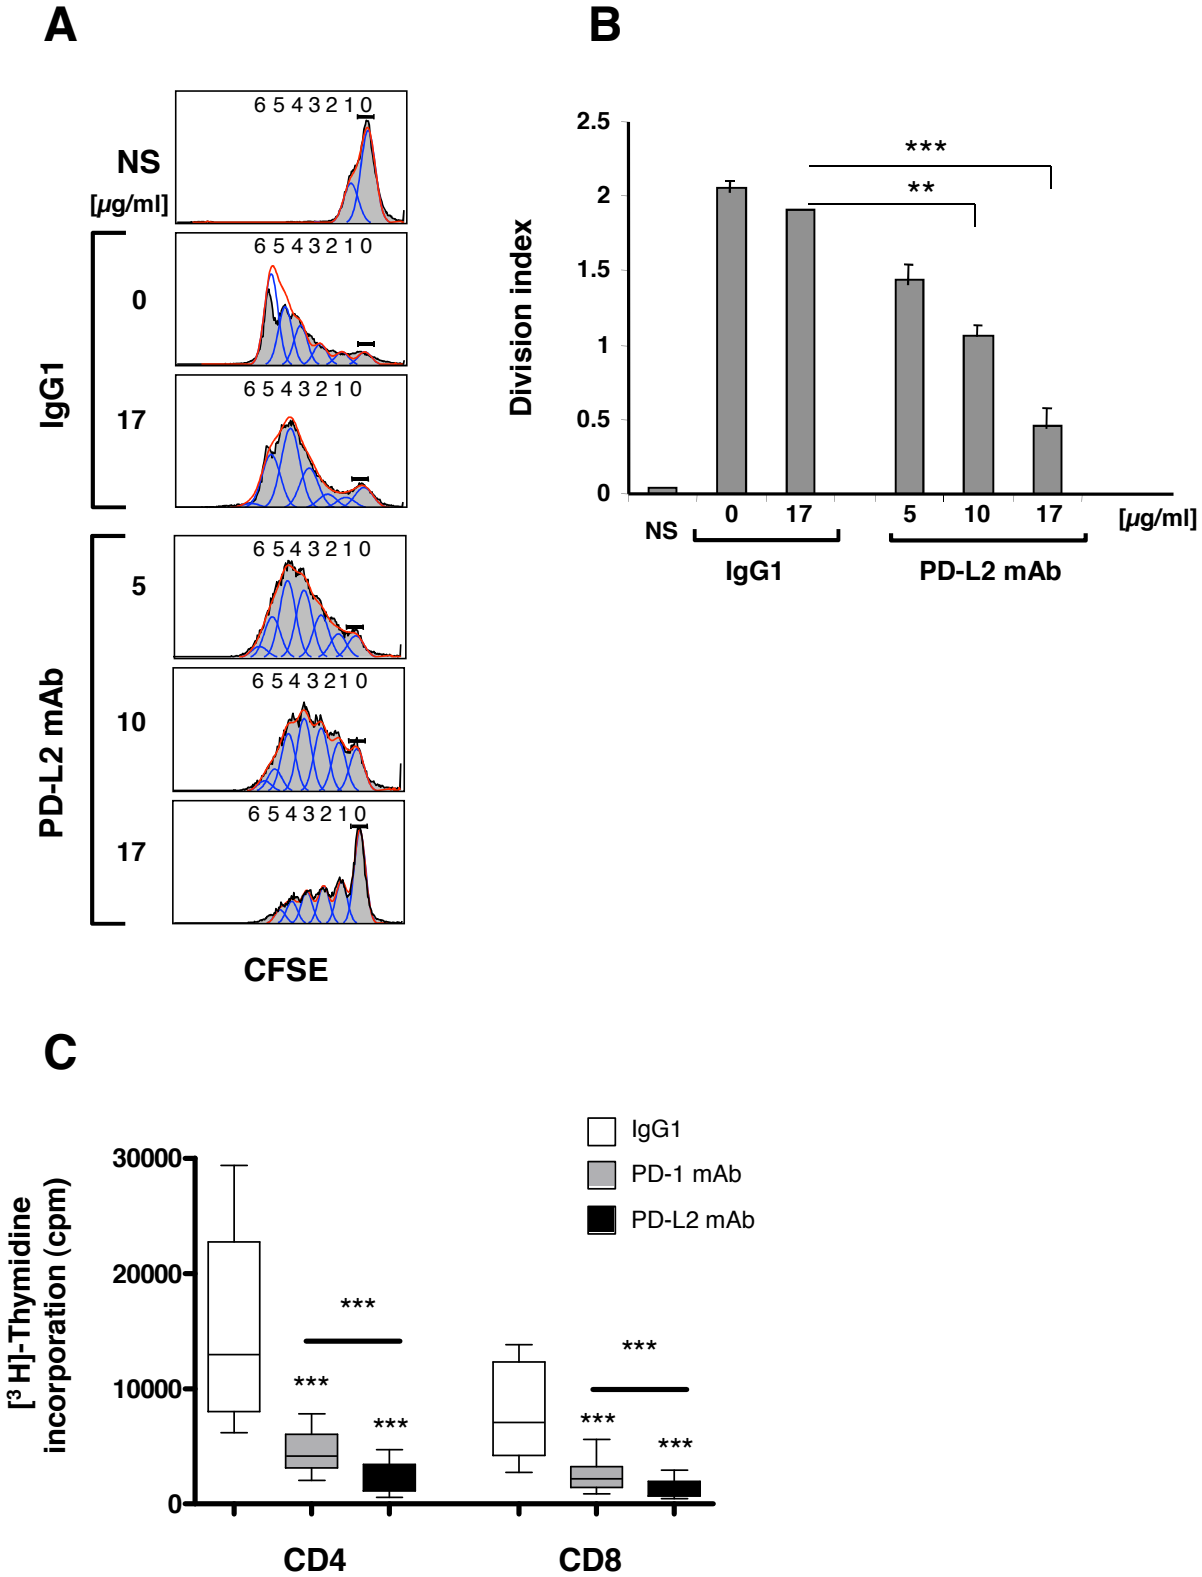 A
NS
[µg/ml]
6 5 4 3 2 1 0
IgG1
0
6 5 4 3 2 1 0
17
6 5 4 3 2 1 0
PD-L2 mAb
5
6 5 4 3 2 1 0
10
6 5 4 3 2 1 0
17
6 5 4 3 2 1 0
CFSE
B
Division index
2.5
2
1.5
1
0.5
0
***
**
NS
0 17 5 10 17 [µg/ml]
IgG1 PD-L2 mAb
C
[³ H]-Thymidine
incorporation (cpm)
30000
20000
10000
0
IgG1
PD-1 mAb
PD-L2 mAb
***
***
***
***
***
***
CD4 CD8